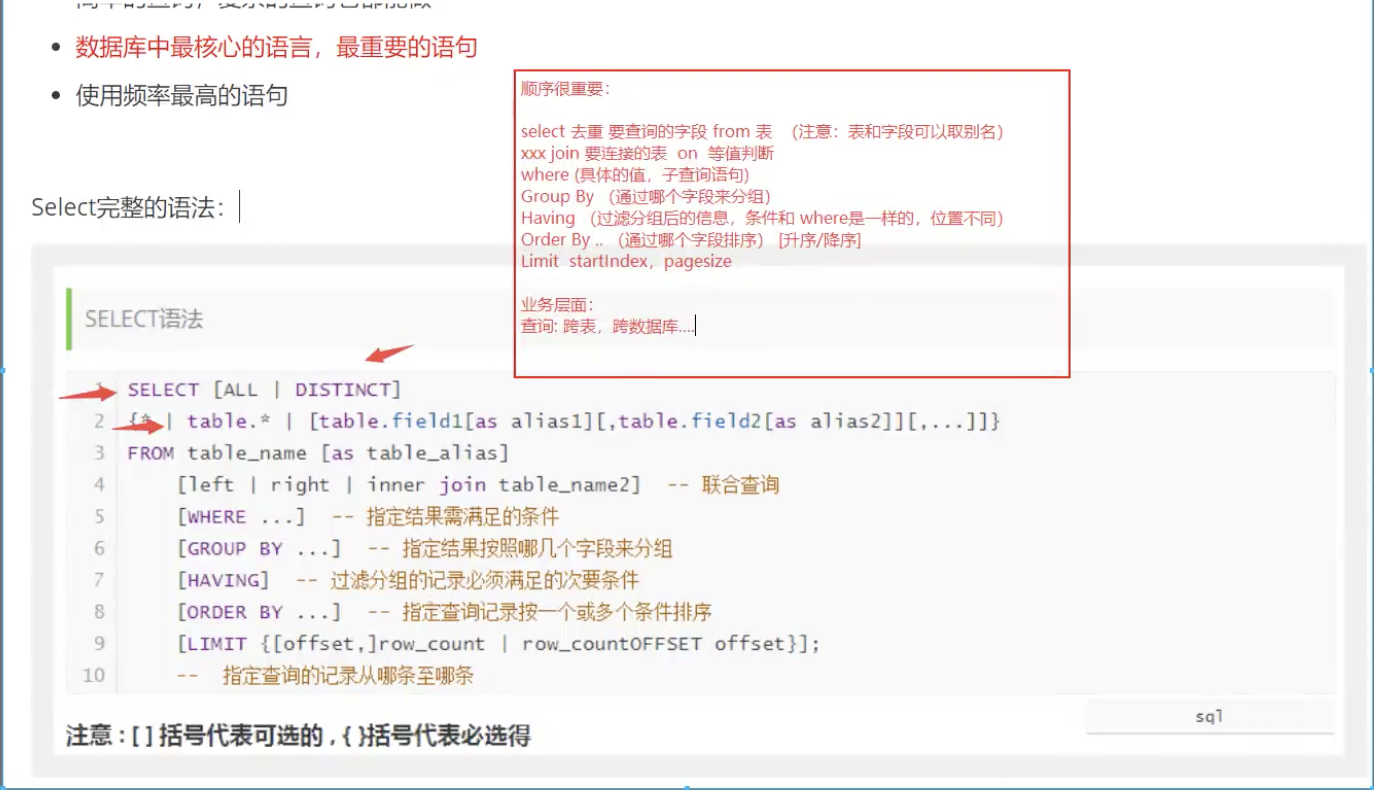 数据库中最核心的语言，最重要的语句
使用频率最高的语句
顺序很重要：
select 去重 要查询的字段 from 表 （注意：表和字段可以取别名）
xxx join 要连接的表 on 等值判断
where (具体的值，子查询语句)
Group By （通过哪个字段来分组）
Having （过滤分组后的信息，条件和 where是一样的，位置不同）
Order By .. （通过哪个字段排序） [升序/降序]
Limit startIndex，pagesize
业务层面：
查询: 跨表，跨数据库....
Select完整的语法：
SELECT语法
1 SELECT [ALL | DISTINCT]
2 {* | table.* | [table.field1[as alias1][,table.field2[as alias2]][,...]]}
3 FROM table_name [as table_alias]
4 [left | right | inner join table_name2] -- 联合查询
5 [WHERE ...] -- 指定结果需满足的条件
6 [GROUP BY ...] -- 指定结果按照哪几个字段来分组
7 [HAVING] -- 过滤分组的记录必须满足的次要条件
8 [ORDER BY ...] -- 指定查询记录按一个或多个条件排序
9 [LIMIT {[offset,]row_count | row_countOFFSET offset}];
10 -- 指定查询的记录从哪条至哪条
sql
注意 : [ ] 括号代表可选的 , { }括号代表必选得